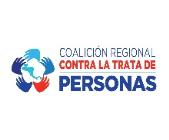 COALICIÓN REGIONAL
CONTRA LA TRATA DE
PERSONAS